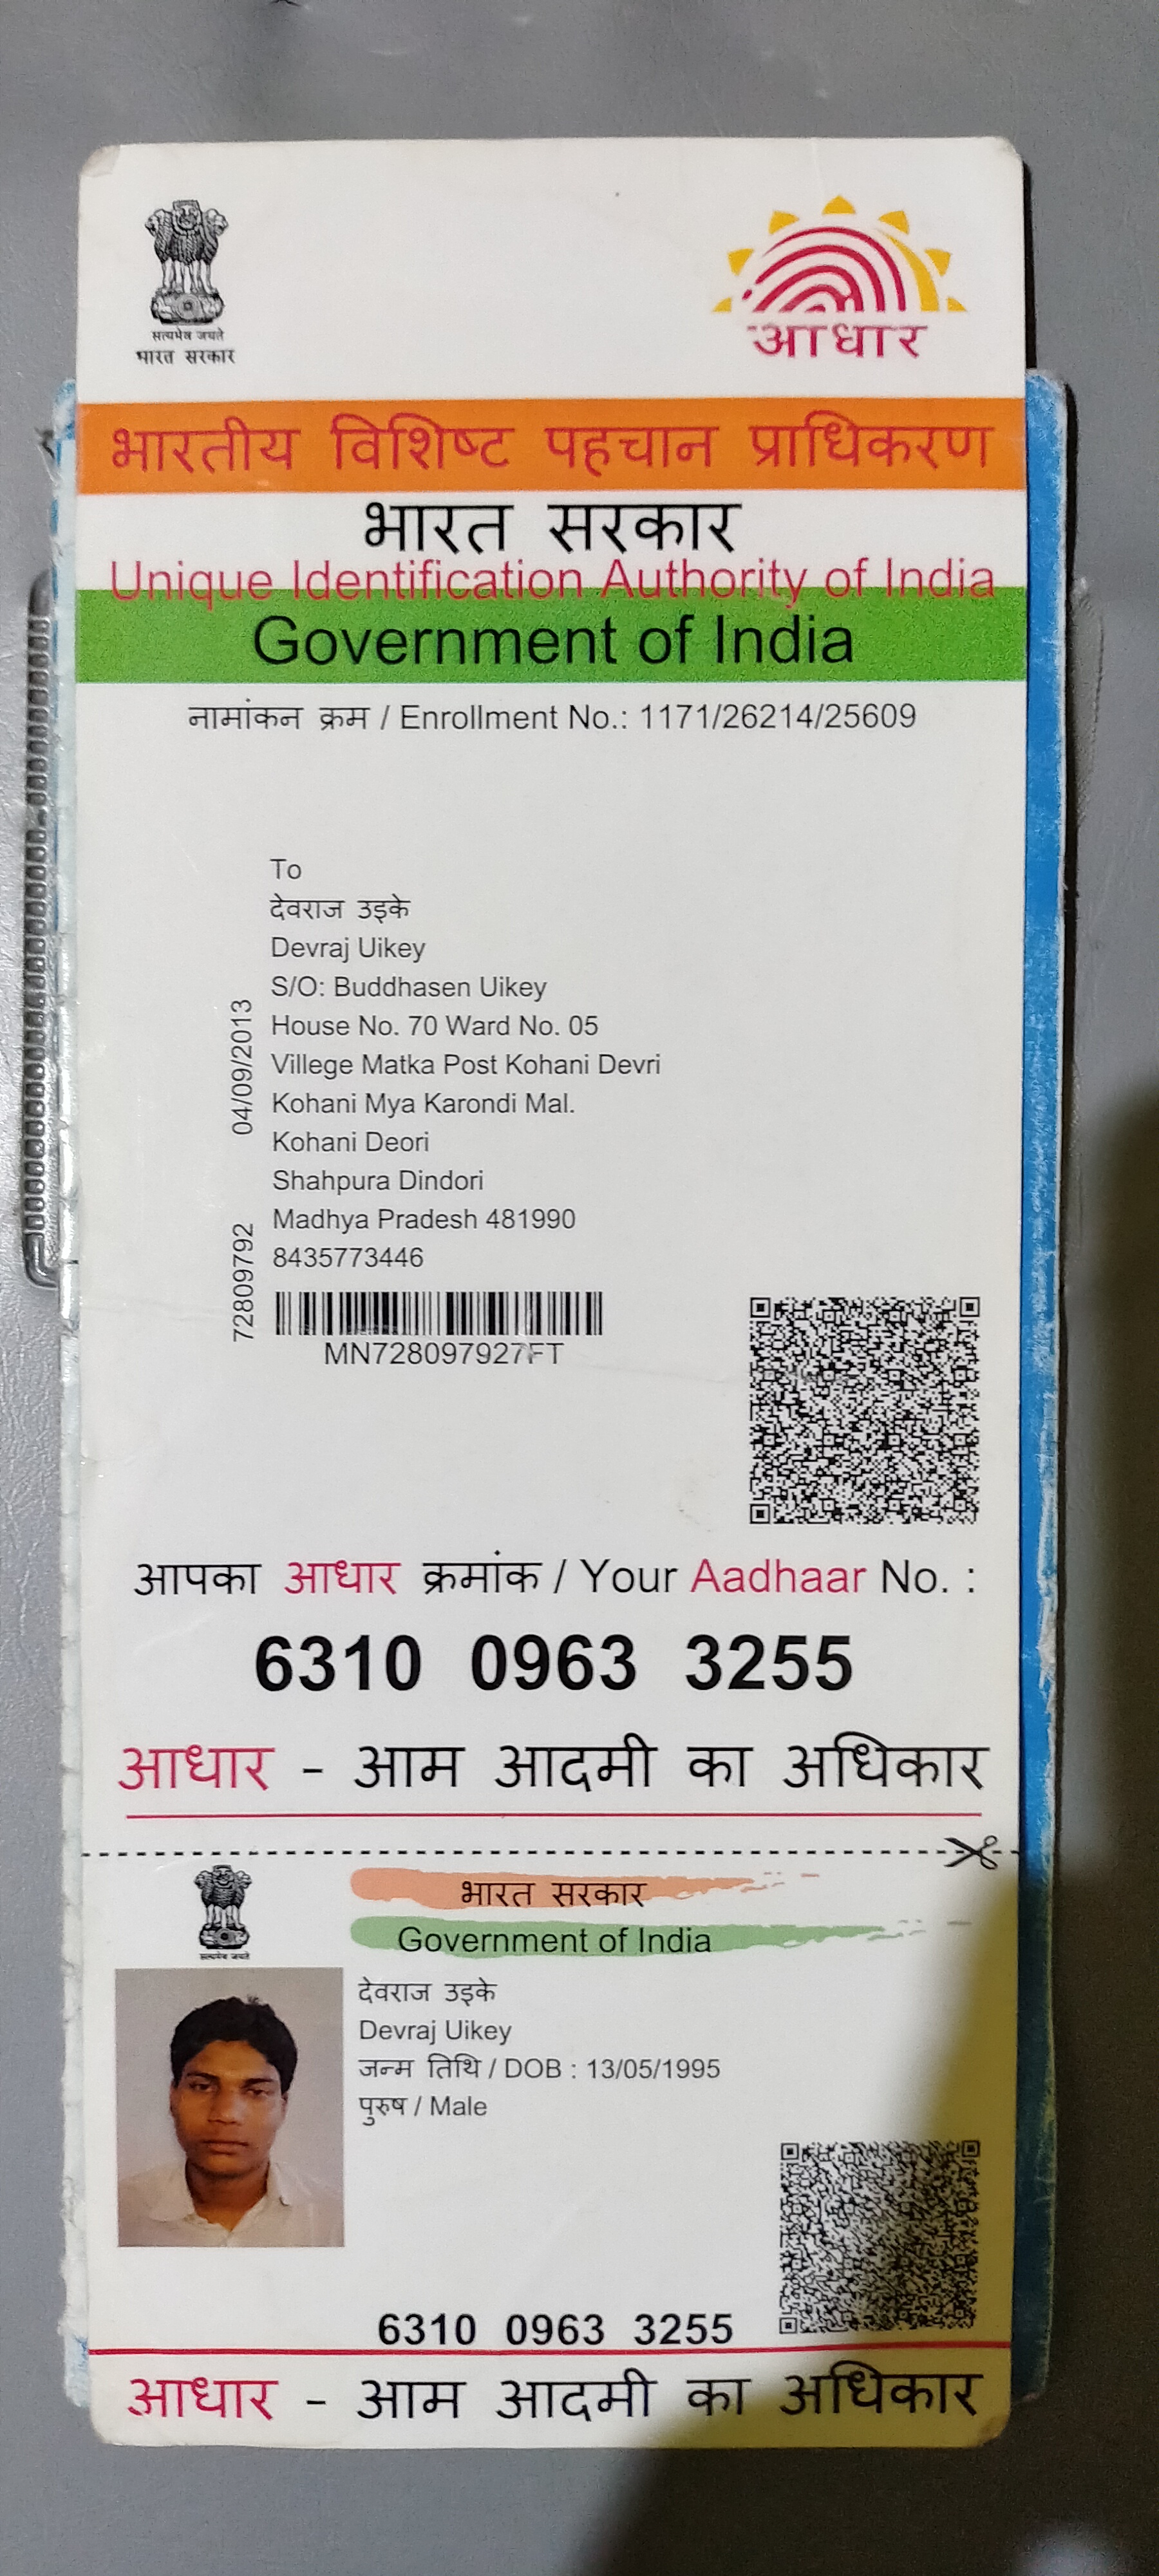 सत्यमेव जयते
भारत सरकार
आधार
भारतीय विशिष्ट पहचान प्राधिकरण
भारत सरकार
Unique Identification Authority of India
Government of India
नामांकन क्रम / Enrollment No.: 1171/26214/25609
To
देवराज उइके
Devraj Uikey
S/O: Buddhasen Uikey
House No. 70 Ward No. 05
Villege Matka Post Kohani Devri
Kohani Mya Karondi Mal.
Kohani Deori
Shahpura Dindori
Madhya Pradesh 481990
8435773446
04/09/2013
72809792
MN728097927FT
आपका आधार क्रमांक / Your Aadhaar No. :
6310 0963 3255
आधार - आम आदमी का अधिकार
सत्यमेव जयते
भारत सरकार
Government of India
देवराज उइके
Devraj Uikey
जन्म तिथि / DOB : 13/05/1995
पुरुष / Male
6310 0963 3255
आधार - आम आदमी का अधिकार